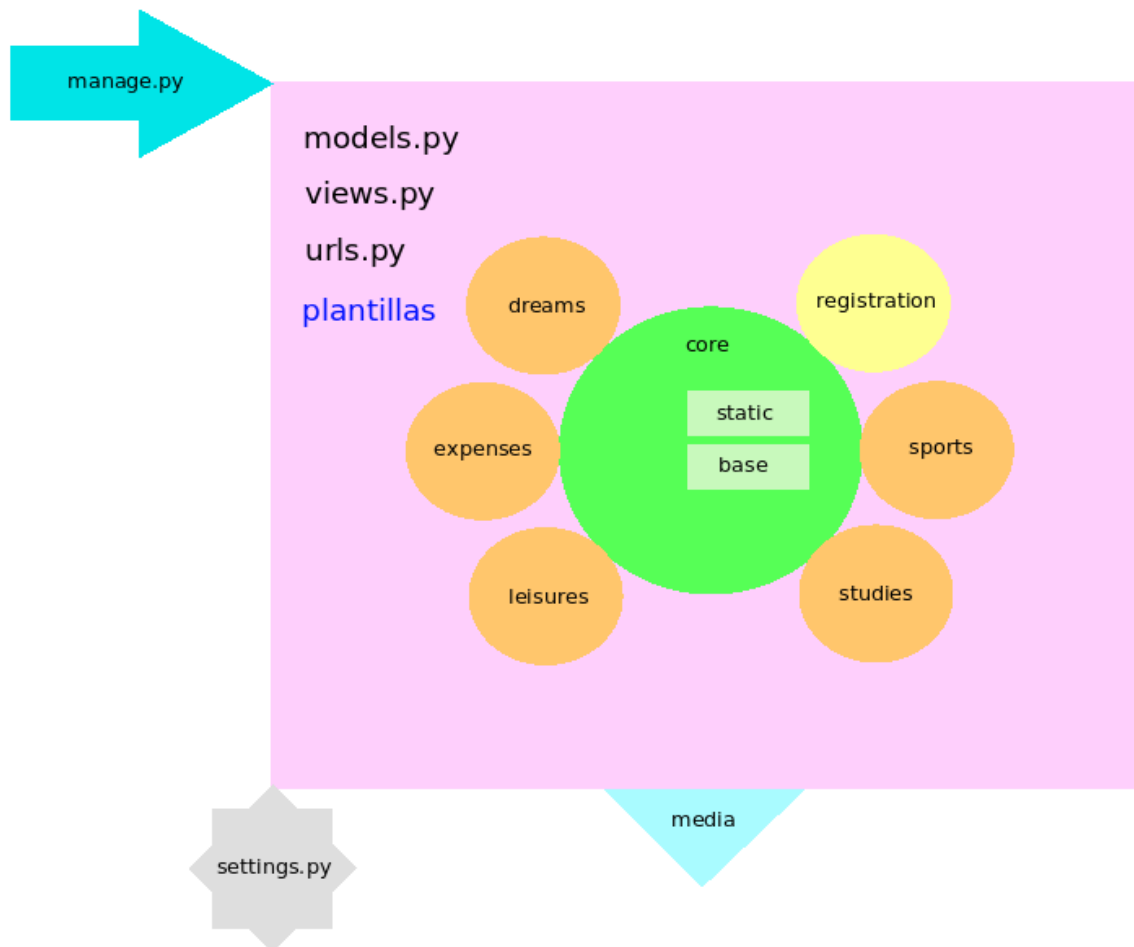 manage.py
models.py
views.py
urls.py
plantillas
dreams
registration
core
static
base
expenses
sports
leisures
studies
media
settings.py